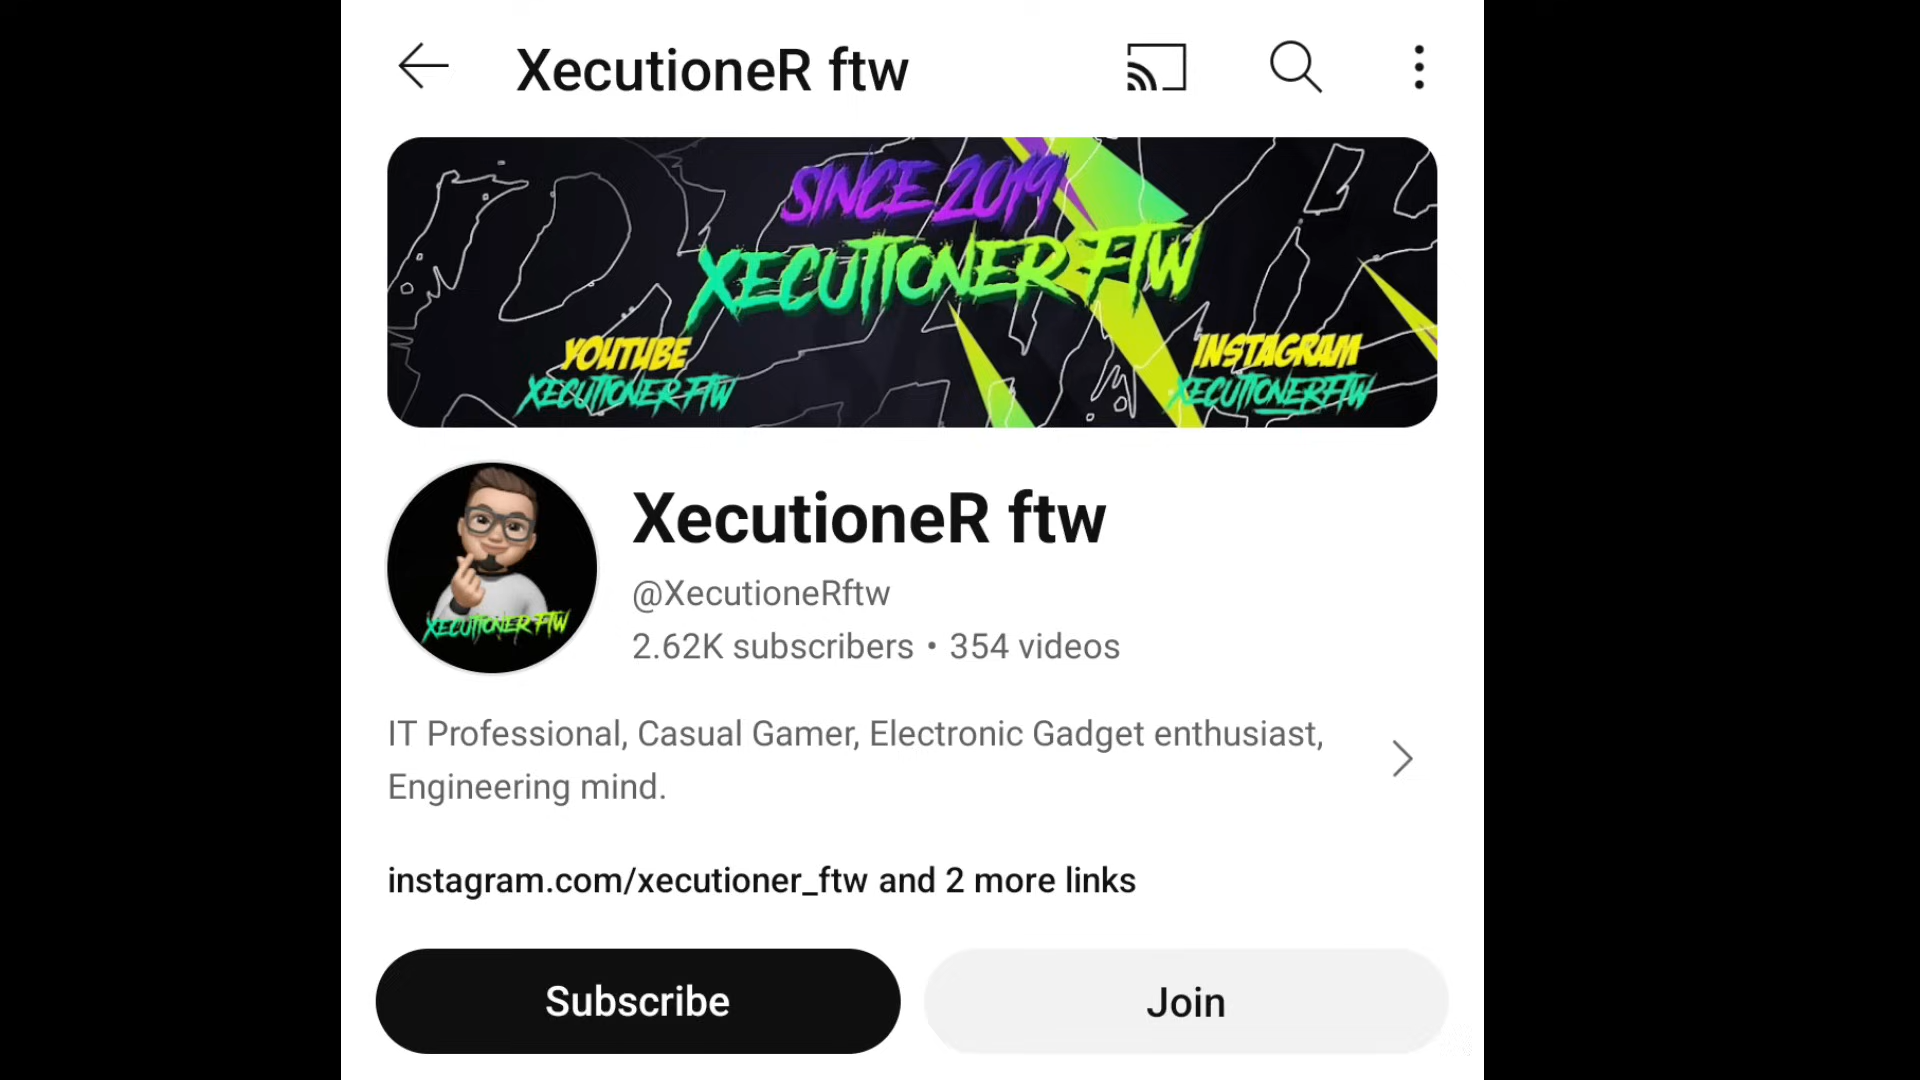 XecutioneR ftw
SINCE 2019
XECUTIONER FTW
YOUTUBE
XECUTIONER FTW
INSTAGRAM
XECUTIONER_FTW
XecutioneR ftw
@XecutioneRftw
2.62K subscribers • 354 videos
XECUTIONER FTW
IT Professional, Casual Gamer, Electronic Gadget enthusiast,
Engineering mind.
instagram.com/xecutioner_ftw and 2 more links
Subscribe
Join